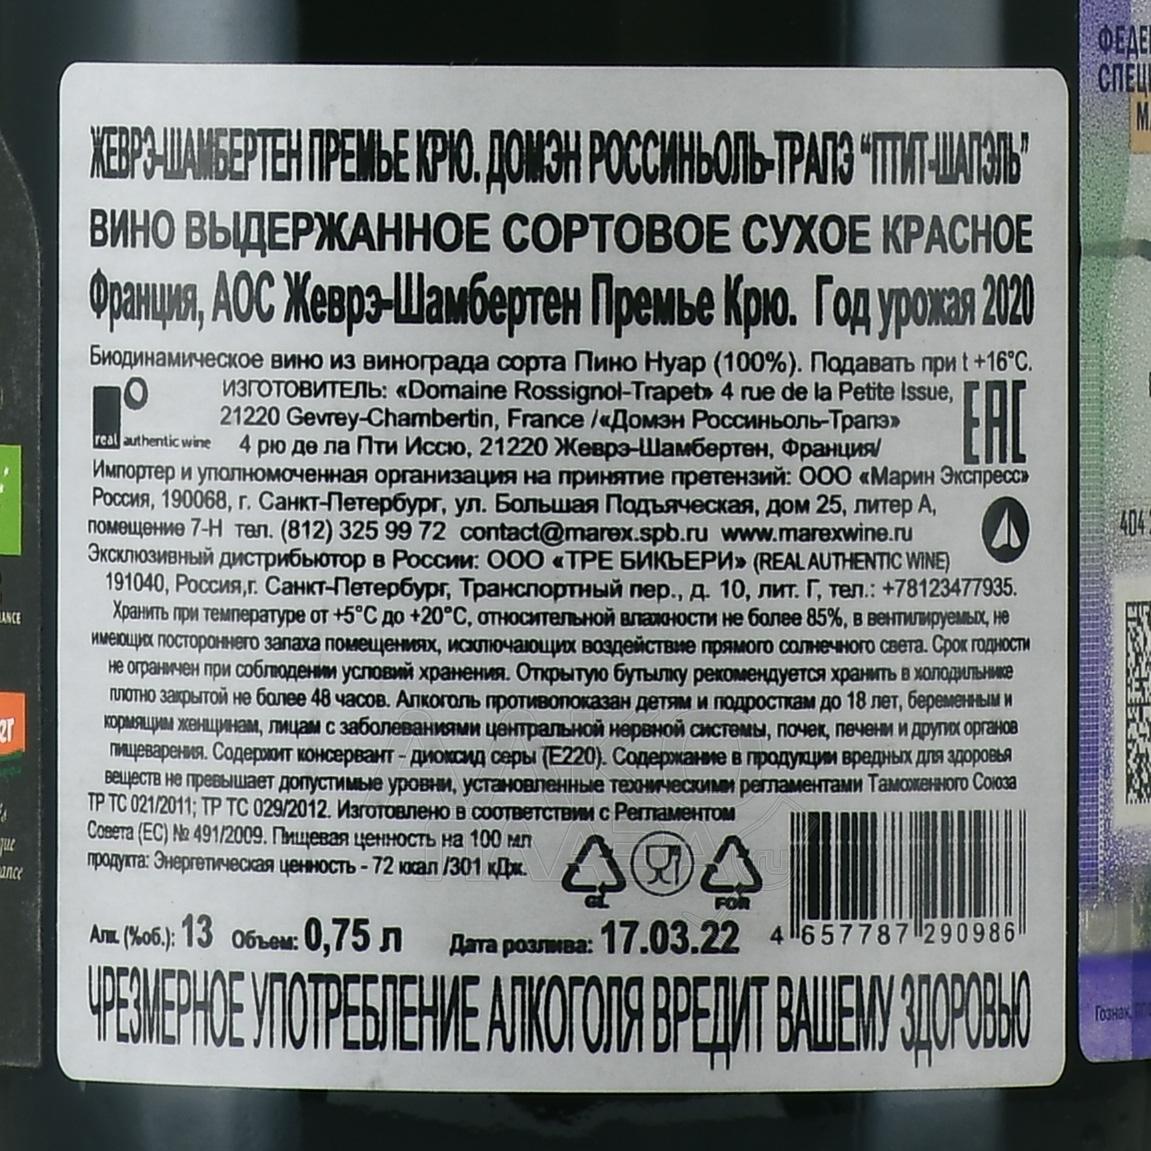 ЖЕВРЭ-ШАМБЕРТЕН ПРЕМЬЕ КРЮ. ДОМЭН РОССИНЬОЛЬ-ТРАПЭ “ПТИТ-ШАПЭЛЬ”
ВИНО ВЫДЕРЖАННОЕ СОРТОВОЕ СУХОЕ КРАСНОЕ
Франция, АОС Жеврэ-Шамбертен Премье Крю. Год урожая 2020
Биодинамическое вино из винограда сорта Пино Нуар (100%). Подавать при t +16°С.
ИЗГОТОВИТЕЛЬ: «Domaine Rossignol-Trapet» 4 rue de la Petite Issue,
21220 Gevrey-Chambertin, France /«Домэн Россиньоль-Трапэ»
4 рю де ла Пти Иссю, 21220 Жеврэ-Шамбертен, Франция/
real authentic wine
EAC
Импортер и уполномоченная организация на принятие претензий: ООО «Марин Экспресс»
Россия, 190068, г. Санкт-Петербург, ул. Большая Подъяческая, дом 25, литер А,
помещение 7-Н тел. (812) 325 99 72 contact@marex.spb.ru www.marexwine.ru
Эксклюзивный дистрибьютор в России: ООО «ТРЕ БИКЬЕРИ» (REAL AUTHENTIC WINE)
191040, Россия,г. Санкт-Петербург, Транспортный пер., д. 10, лит. Г, тел.: +78123477935.
Хранить при температуре от +5°С до +20°С, относительной влажности не более 85%, в вентилируемых, не
имеющих постороннего запаха помещениях, исключающих воздействие прямого солнечного света. Срок годности
не ограничен при соблюдении условий хранения. Открытую бутылку рекомендуется хранить в холодильнике
плотно закрытой не более 48 часов. Алкоголь противопоказан детям и подросткам до 18 лет, беременным и
кормящим женщинам, лицам с заболеваниями центральной нервной системы, почек, печени и других органов
пищеварения. Содержит консервант - диоксид серы (Е220). Содержание в продукции вредных для здоровья
веществ не превышает допустимые уровни, установленные техническими регламентами Таможенного Союза
ТР ТС 021/2011; ТР ТС 029/2012. Изготовлено в соответствии с Регламентом
Совета (ЕС) № 491/2009. Пищевая ценность на 100 мл
продукта: Энергетическая ценность - 72 ккал /301 кДж.
GL FOR
Алк. (%об.): 13 Объем: 0,75 л Дата розлива: 17.03.22
4 657787 290986
ЧРЕЗМЕРНОЕ УПОТРЕБЛЕНИЕ АЛКОГОЛЯ ВРЕДИТ ВАШЕМУ ЗДОРОВЬЮ
ФЕДЕ
СПЕЦ
404
Гознак